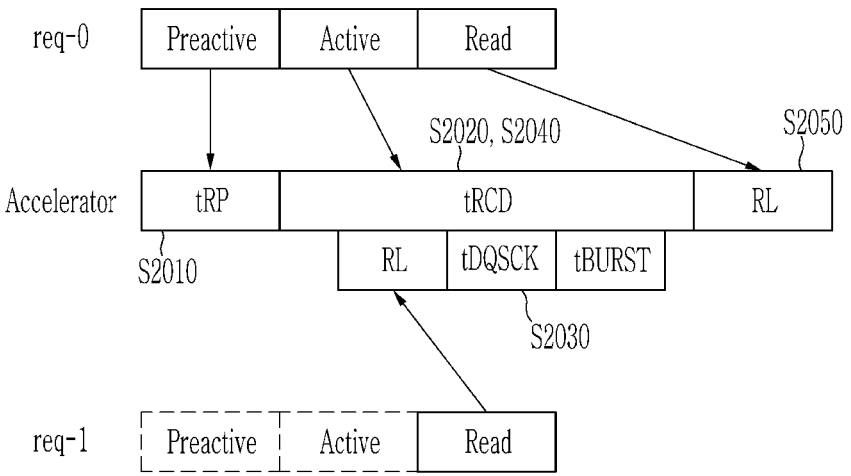 req-0 Preactive Active Read
S2020, S2040 S2050
Accelerator tRP tRCD RL
S2010 RL tDQSCK tBURST
S2030
req-1 Preactive Active Read